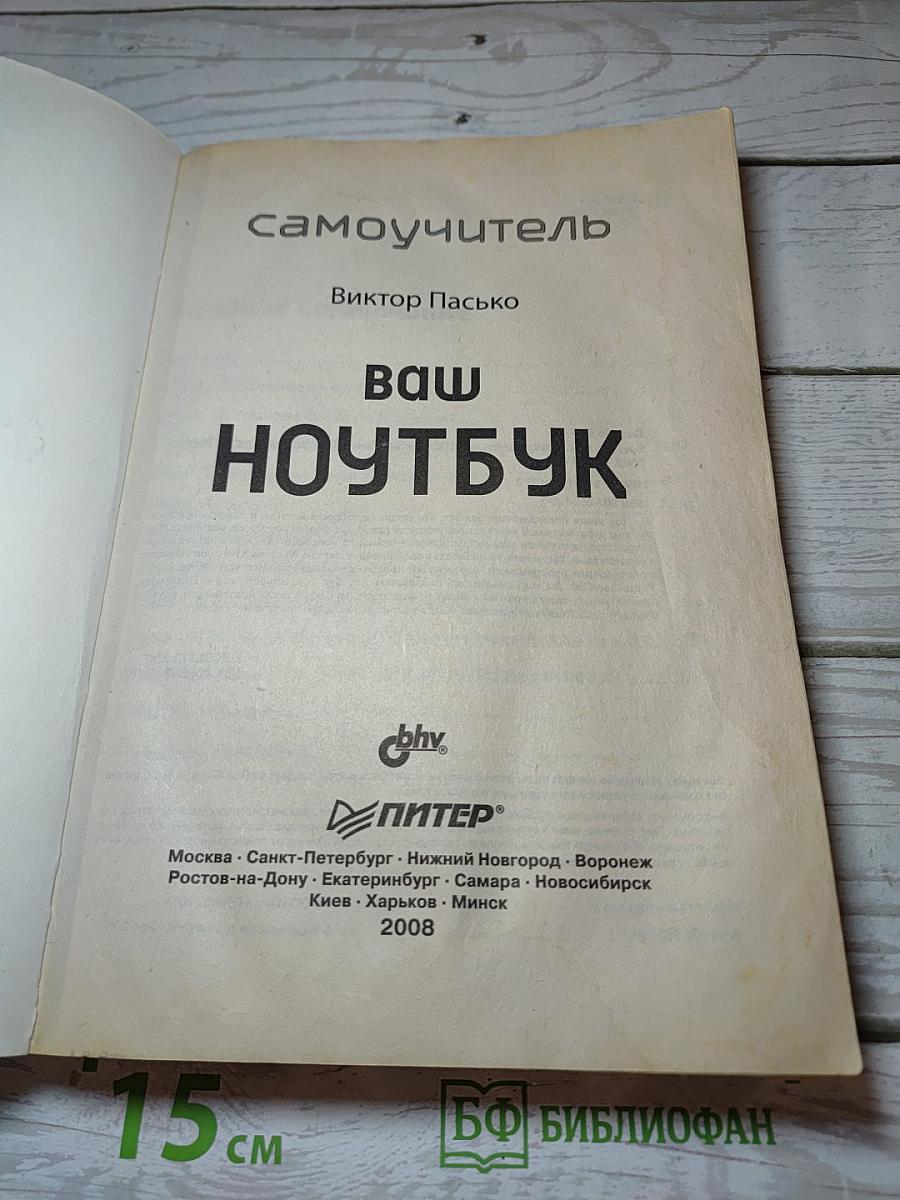 самоучитель
Виктор Пасько
ваш
НОУТБУК
bhv®
ПИТЕР®
Москва · Санкт-Петербург · Нижний Новгород · Воронеж
Ростов-на-Дону · Екатеринбург · Самара · Новосибирск
Киев · Харьков · Минск
2008
15 см
БФ БИБЛИОФАН